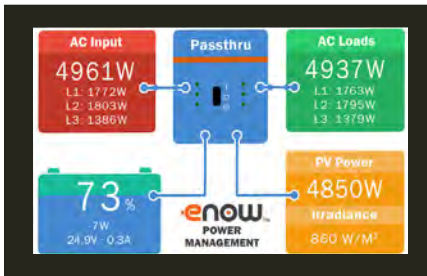 AC Input
4961W
L1: 1772W
L2: 1803W
L3: 1386W
Passthru
AC Loads
4937W
L1: 1763W
L2: 1795W
L3: 1379W
73%
7W
24.9V · 0.3A
enow
POWER
MANAGEMENT
PV Power
4850W
Irradiance
860 W/M²